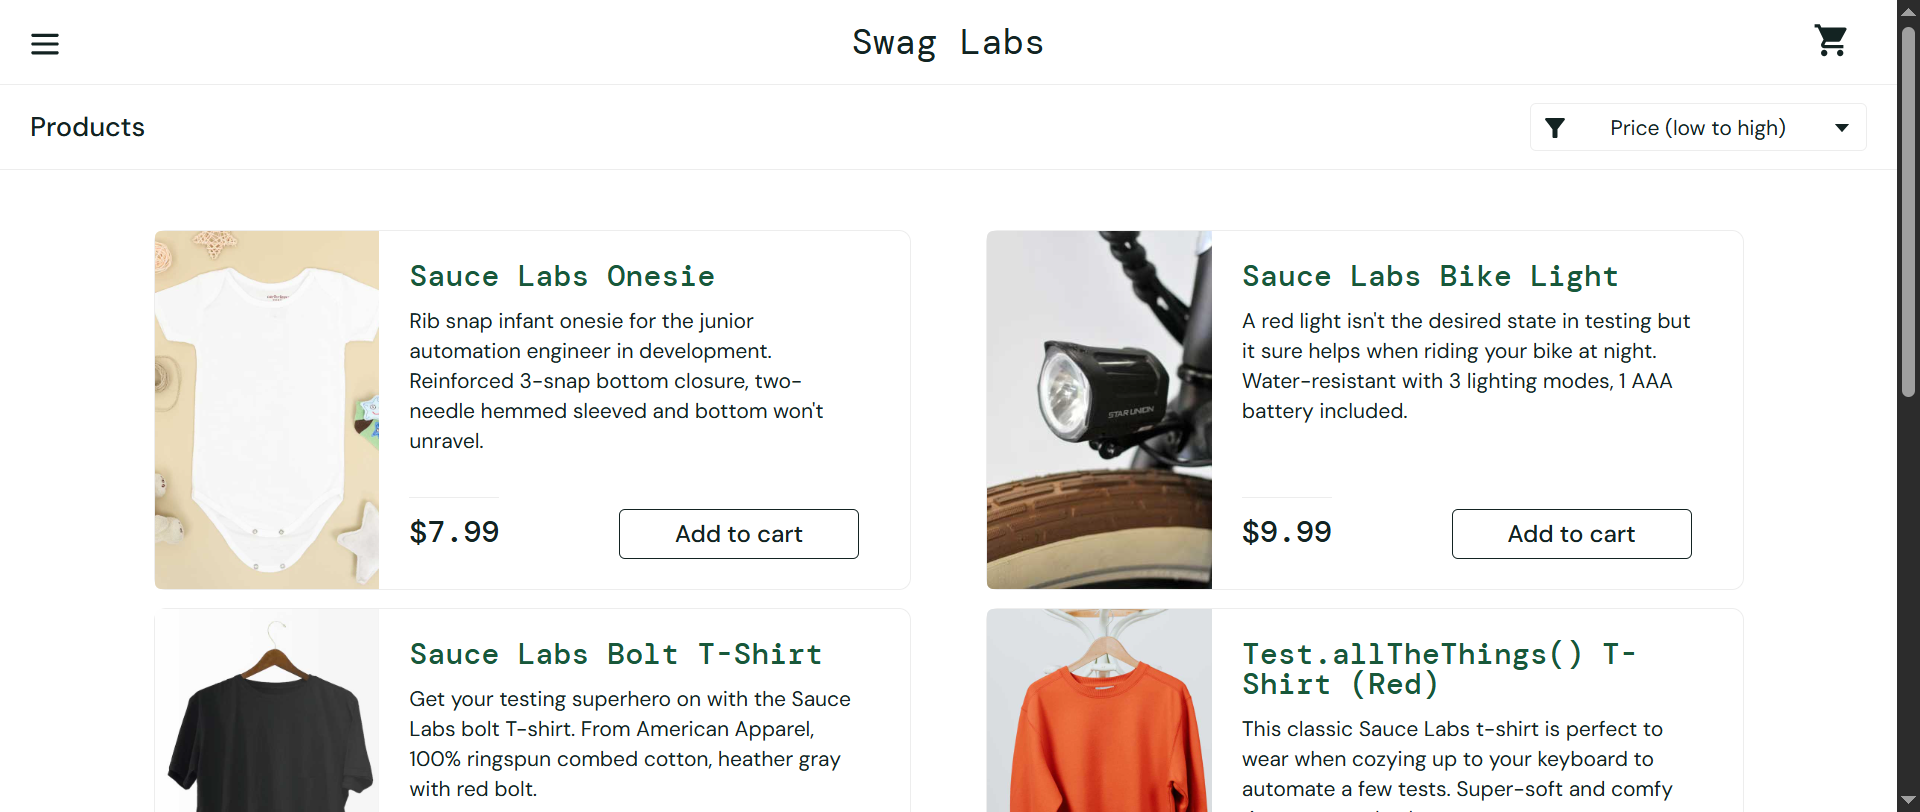 Swag Labs
Products
Price (low to high)
Sauce Labs Onesie
Rib snap infant onesie for the junior
automation engineer in development.
Reinforced 3-snap bottom closure, two-
needle hemmed sleeved and bottom won't
unravel.
$7.99
Add to cart
Sauce Labs Bike Light
A red light isn't the desired state in testing but
it sure helps when riding your bike at night.
Water-resistant with 3 lighting modes, 1 AAA
battery included.
STAR UNION
$9.99
Add to cart
Sauce Labs Bolt T-Shirt
Get your testing superhero on with the Sauce
Labs bolt T-shirt. From American Apparel,
100% ringspun combed cotton, heather gray
with red bolt.
Test.allTheThings() T-
Shirt (Red)
This classic Sauce Labs t-shirt is perfect to
wear when cozying up to your keyboard to
automate a few tests. Super-soft and comfy